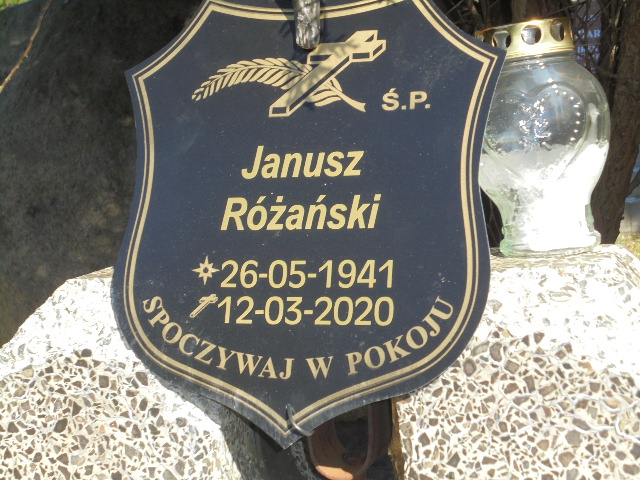 Ś.P.
Janusz
Różański
26-05-1941
12-03-2020
SPOCZYWAJ W POKOJU